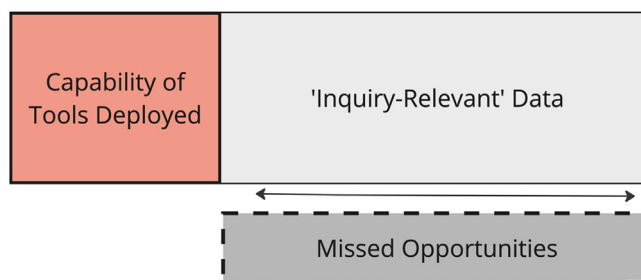 Capability of
Tools Deployed
'Inquiry-Relevant' Data
Missed Opportunities